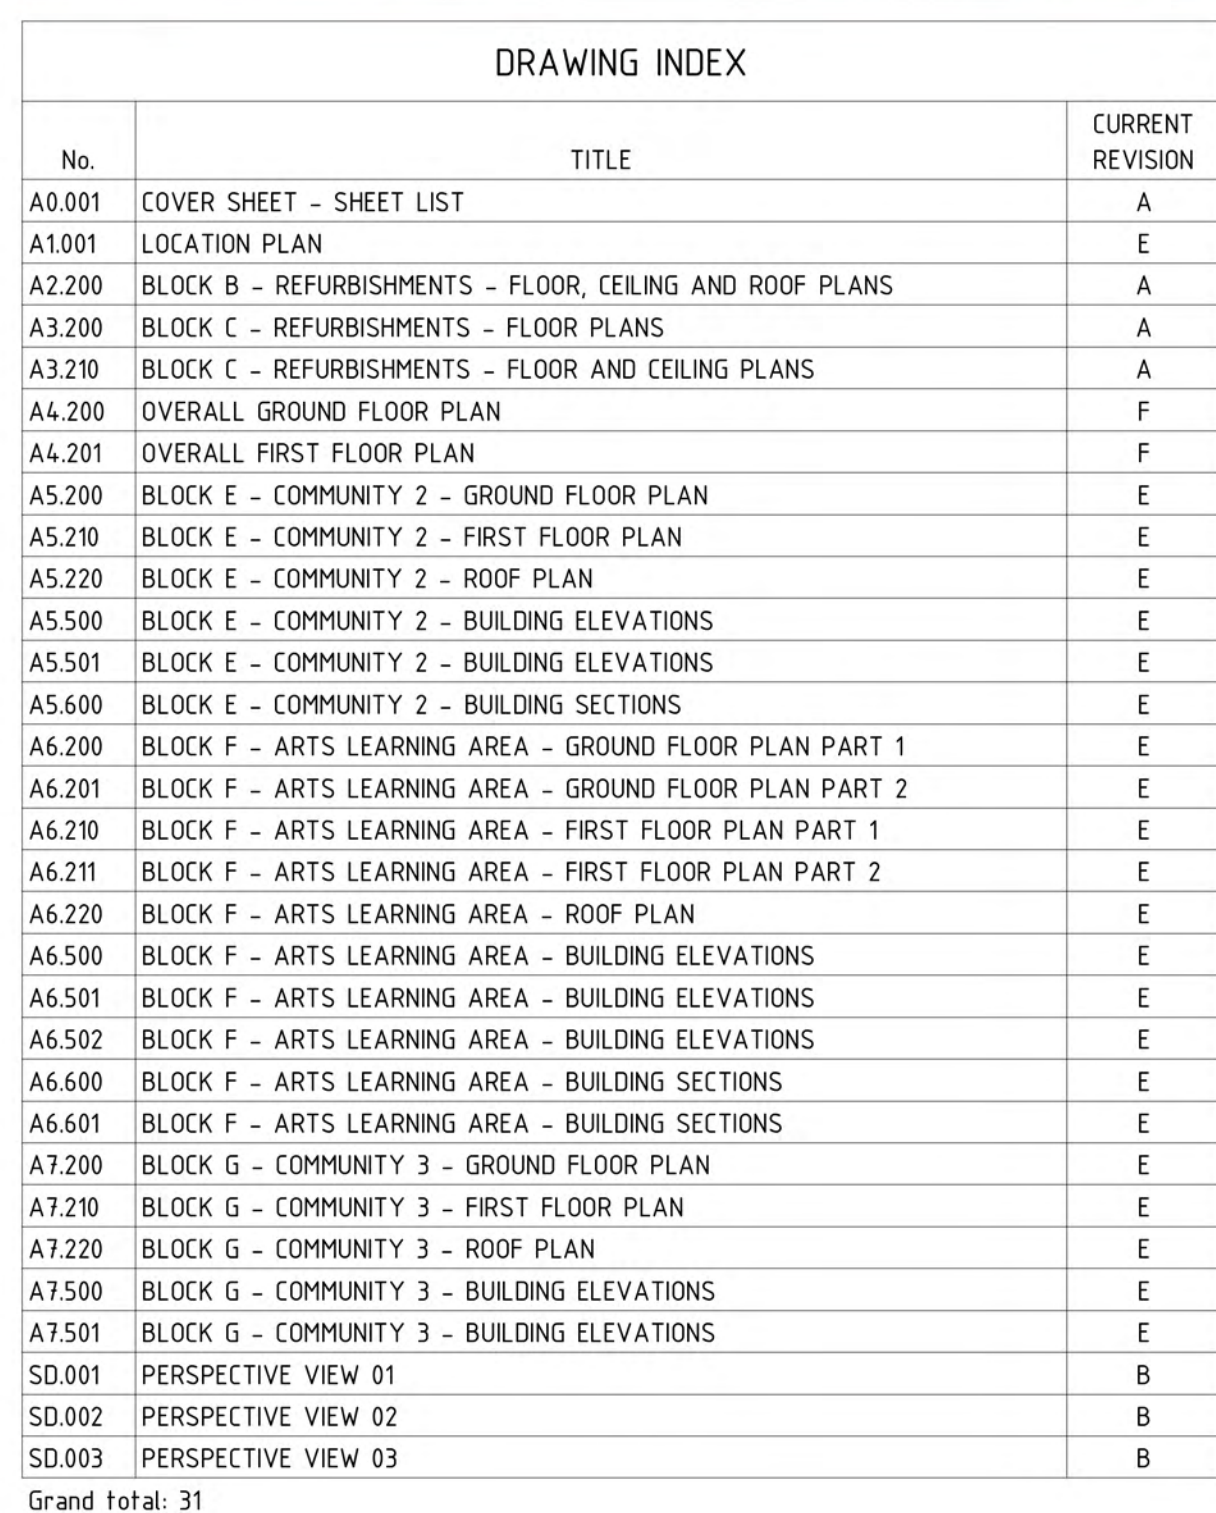 DRAWING INDEX
No. TITLE CURRENT REVISION
A0.001 COVER SHEET - SHEET LIST A
A1.001 LOCATION PLAN E
A2.200 BLOCK B - REFURBISHMENTS - FLOOR, CEILING AND ROOF PLANS A
A3.200 BLOCK C - REFURBISHMENTS - FLOOR PLANS A
A3.210 BLOCK C - REFURBISHMENTS - FLOOR AND CEILING PLANS A
A4.200 OVERALL GROUND FLOOR PLAN F
A4.201 OVERALL FIRST FLOOR PLAN F
A5.200 BLOCK E - COMMUNITY 2 - GROUND FLOOR PLAN E
A5.210 BLOCK E - COMMUNITY 2 - FIRST FLOOR PLAN E
A5.220 BLOCK E - COMMUNITY 2 - ROOF PLAN E
A5.500 BLOCK E - COMMUNITY 2 - BUILDING ELEVATIONS E
A5.501 BLOCK E - COMMUNITY 2 - BUILDING ELEVATIONS E
A5.600 BLOCK E - COMMUNITY 2 - BUILDING SECTIONS E
A6.200 BLOCK F - ARTS LEARNING AREA - GROUND FLOOR PLAN PART 1 E
A6.201 BLOCK F - ARTS LEARNING AREA - GROUND FLOOR PLAN PART 2 E
A6.210 BLOCK F - ARTS LEARNING AREA - FIRST FLOOR PLAN PART 1 E
A6.211 BLOCK F - ARTS LEARNING AREA - FIRST FLOOR PLAN PART 2 E
A6.220 BLOCK F - ARTS LEARNING AREA - ROOF PLAN E
A6.500 BLOCK F - ARTS LEARNING AREA - BUILDING ELEVATIONS E
A6.501 BLOCK F - ARTS LEARNING AREA - BUILDING ELEVATIONS E
A6.502 BLOCK F - ARTS LEARNING AREA - BUILDING ELEVATIONS E
A6.600 BLOCK F - ARTS LEARNING AREA - BUILDING SECTIONS E
A6.601 BLOCK F - ARTS LEARNING AREA - BUILDING SECTIONS E
A7.200 BLOCK G - COMMUNITY 3 - GROUND FLOOR PLAN E
A7.210 BLOCK G - COMMUNITY 3 - FIRST FLOOR PLAN E
A7.220 BLOCK G - COMMUNITY 3 - ROOF PLAN E
A7.500 BLOCK G - COMMUNITY 3 - BUILDING ELEVATIONS E
A7.501 BLOCK G - COMMUNITY 3 - BUILDING ELEVATIONS E
SD.001 PERSPECTIVE VIEW 01 B
SD.002 PERSPECTIVE VIEW 02 B
SD.003 PERSPECTIVE VIEW 03 B
Grand total: 31